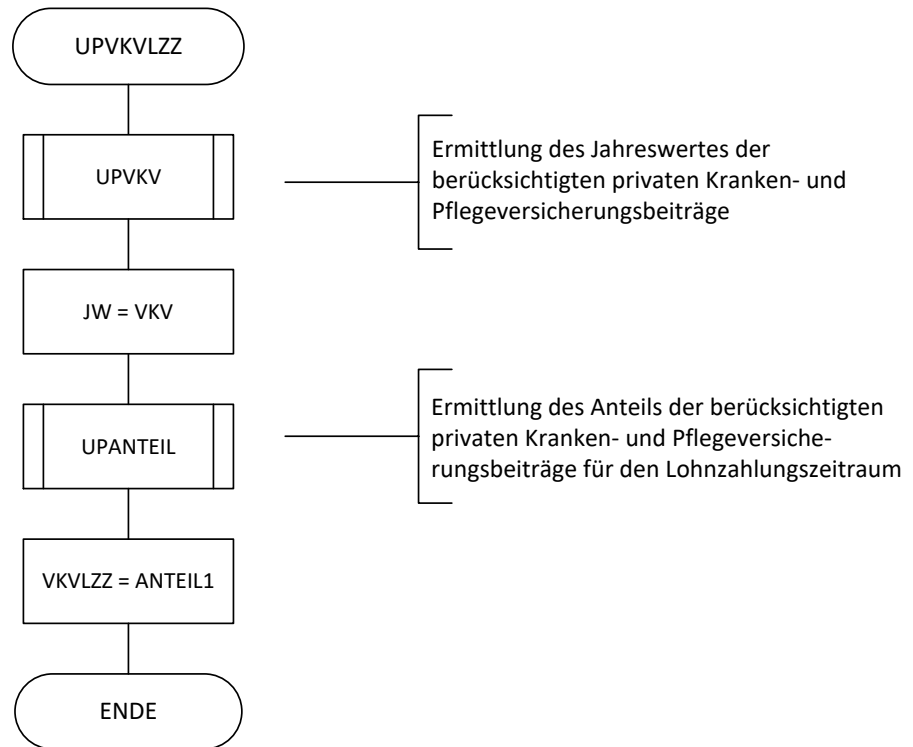 UPVKVLZZ
UPVKV
Ermittlung des Jahreswertes der
berücksichtigten privaten Kranken- und
Pflegeversicherungsbeiträge
JW = VKV
UPANTEIL
Ermittlung des Anteils der berücksichtigten
privaten Kranken- und Pflegeversiche-
rungsbeiträge für den Lohnzahlungszeitraum
VKVLZZ = ANTEIL1
ENDE